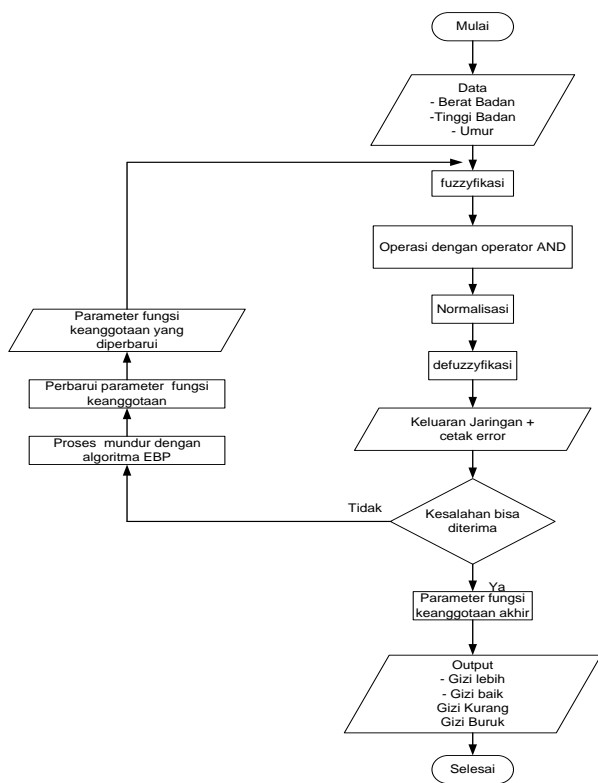 Mulai
Data
- Berat Badan
-Tinggi Badan
- Umur
fuzzyfikasi
Operasi dengan operator AND
Normalisasi
defuzzyfikasi
Keluaran Jaringan +
cetak error
Kesalahan bisa
diterima
Tidak
Proses mundur dengan
algoritma EBP
Perbarui parameter fungsi
keanggotaan
Parameter fungsi
keanggotaan yang
diperbarui
Ya
Parameter fungsi
keanggotaan akhir
Output
- Gizi lebih
- Gizi baik
Gizi Kurang
Gizi Buruk
Selesai